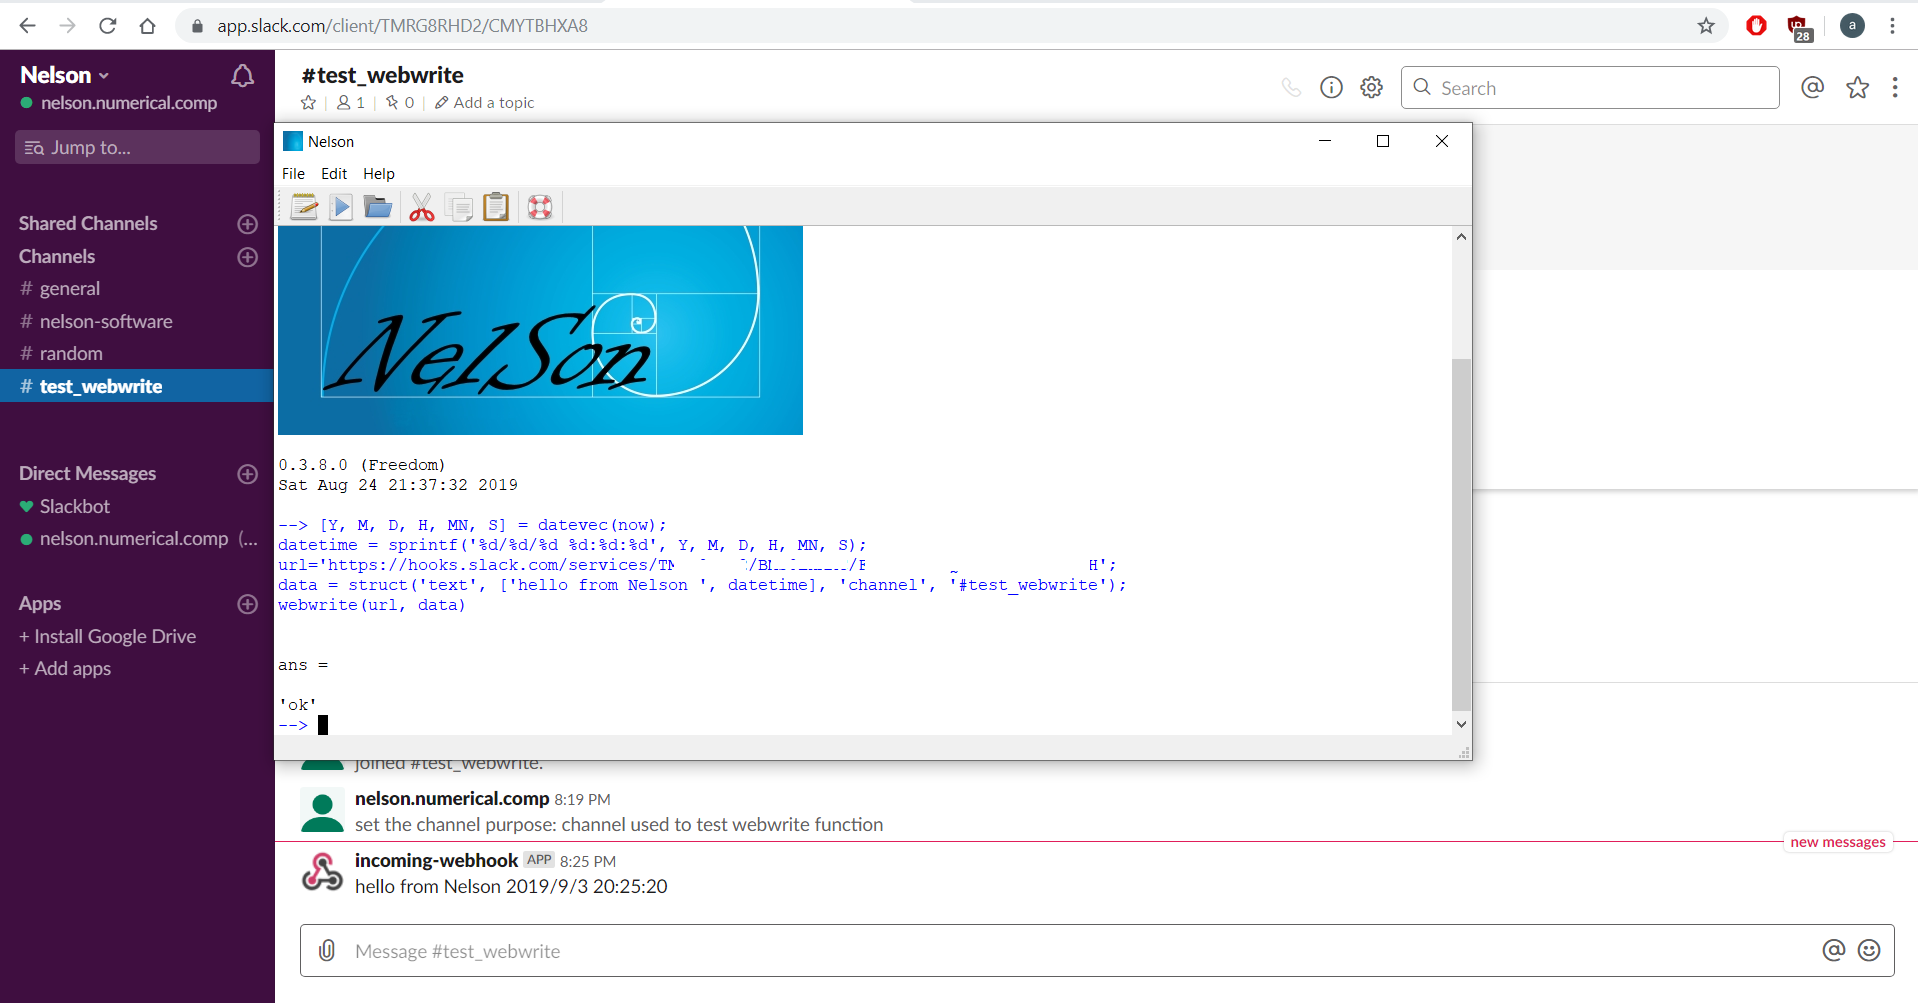 app.slack.com/client/TMRG8RHD2/CMYTBHXA8
28
a
Nelson
nelson.numerical.comp
Jump to...
Shared Channels
Channels
# general
# nelson-software
# random
# test_webwrite
Direct Messages
Slackbot
nelson.numerical.comp (...
Apps
+ Install Google Drive
+ Add apps
#test_webwrite
1 | 0 | Add a topic
Search
Nelson
File Edit Help
NelSon
0.3.8.0 (Freedom)
Sat Aug 24 21:37:32 2019
--> [Y, M, D, H, MN, S] = datevec(now);
datetime = sprintf('%d/%d/%d %d:%d:%d', Y, M, D, H, MN, S);
url='https://hooks.slack.com/services/ H';
data = struct('text', ['hello from Nelson ', datetime], 'channel', '#test_webwrite');
webwrite(url, data)
ans =
'ok'
-->
joined #test_webwrite.
nelson.numerical.comp 8:19 PM
set the channel purpose: channel used to test webwrite function
new messages
incoming-webhook APP 8:25 PM
hello from Nelson 2019/9/3 20:25:20
Message #test_webwrite